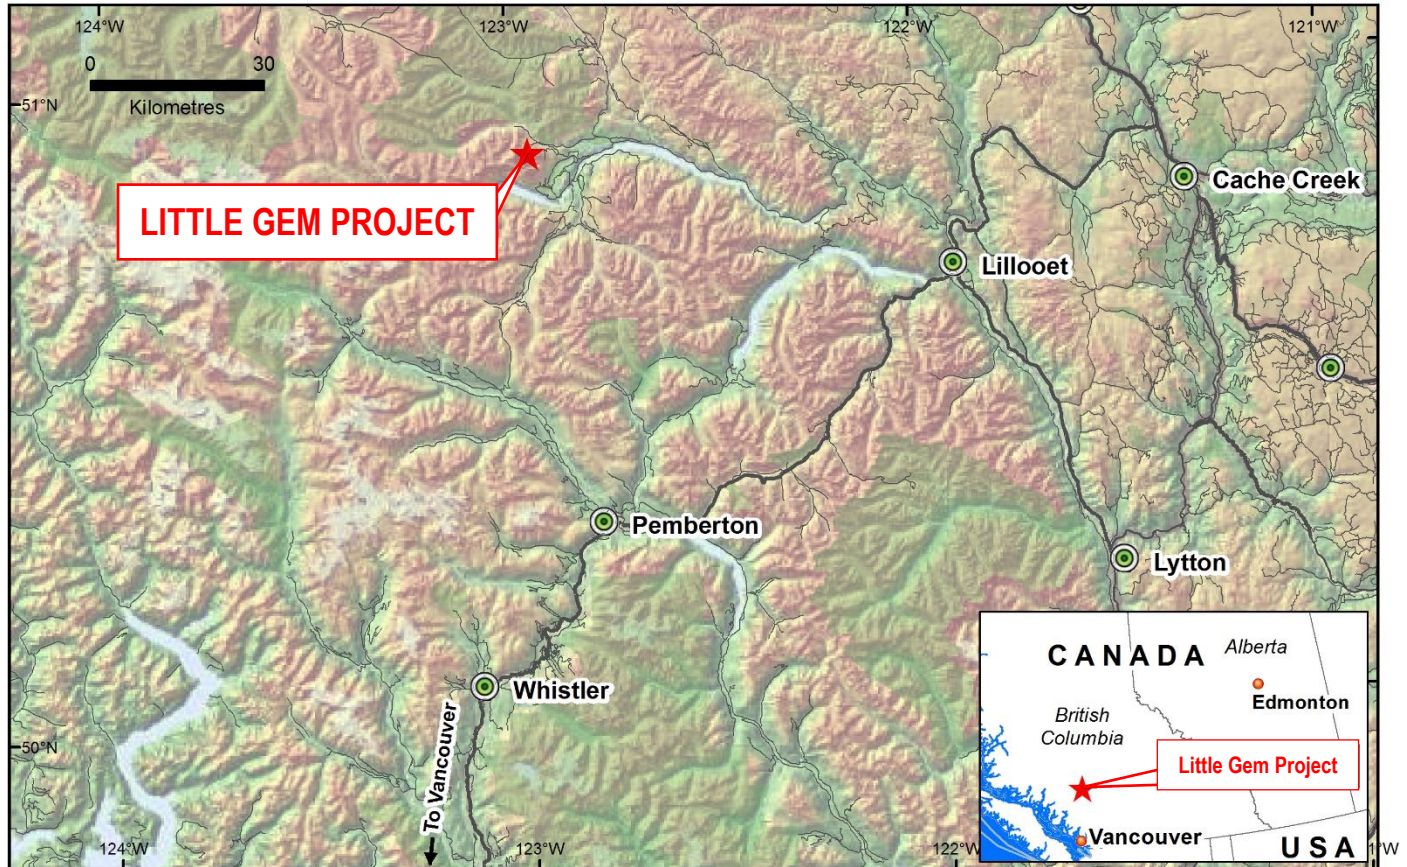 124°W
123°W
122°W
121°W
0
30
Kilometres
51°N
LITTLE GEM PROJECT
Cache Creek
Lillooet
Pemberton
Lytton
Whistler
To Vancouver
50°N
CANADA
Alberta
Edmonton
British
Columbia
Little Gem Project
Vancouver
USA
124°W
123°W
122°W
1°W